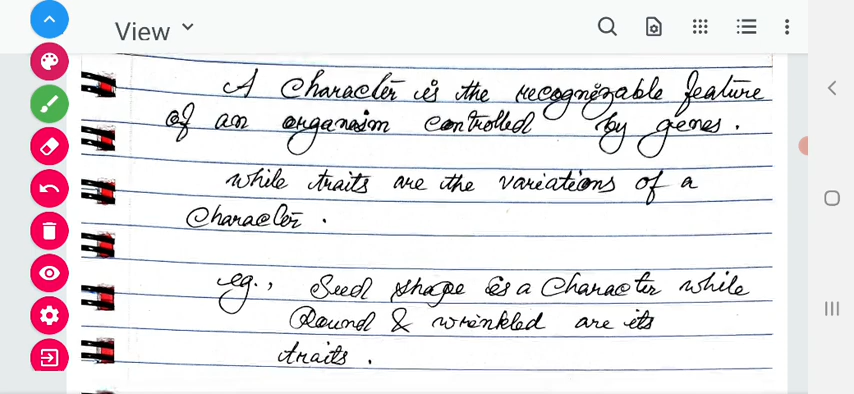 View
A Character is the recognizable feature
of an organism controlled by genes.
while traits are the variations of a
Character.
eg., Seed shape is a Character while
Round & wrinkled are its
traits.